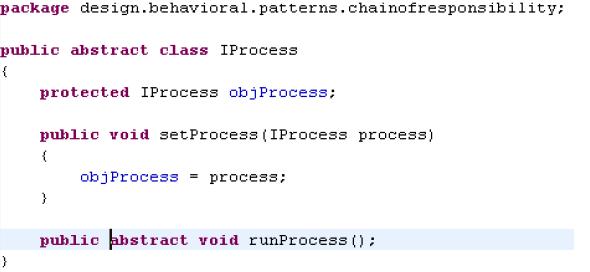 package design.behavioral.patterns.chainofresponsibility;
public abstract class IProcess
{
protected IProcess objProcess;
public void setProcess(IProcess process)
{
objProcess = process;
}
public abstract void runProcess();
}